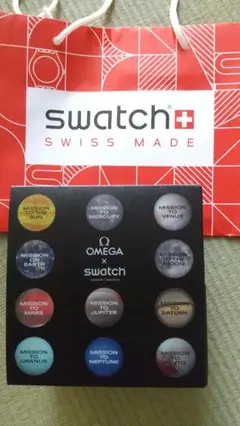 swatch
SWISS MADE
MISSION
TO THE
SUN
MISSION
TO
MERCURY
MISSION
TO
VENUS
MISSION
ON
EARTH
OMEGA
×
swatch
MISSION
TO THE
MOON
MISSION
TO
MARS
MISSION
TO
JUPITER
MISSION
TO
SATURN
MISSION
TO
URANUS
MISSION
TO
NEPTUNE
MISSION
TO
PLUTO